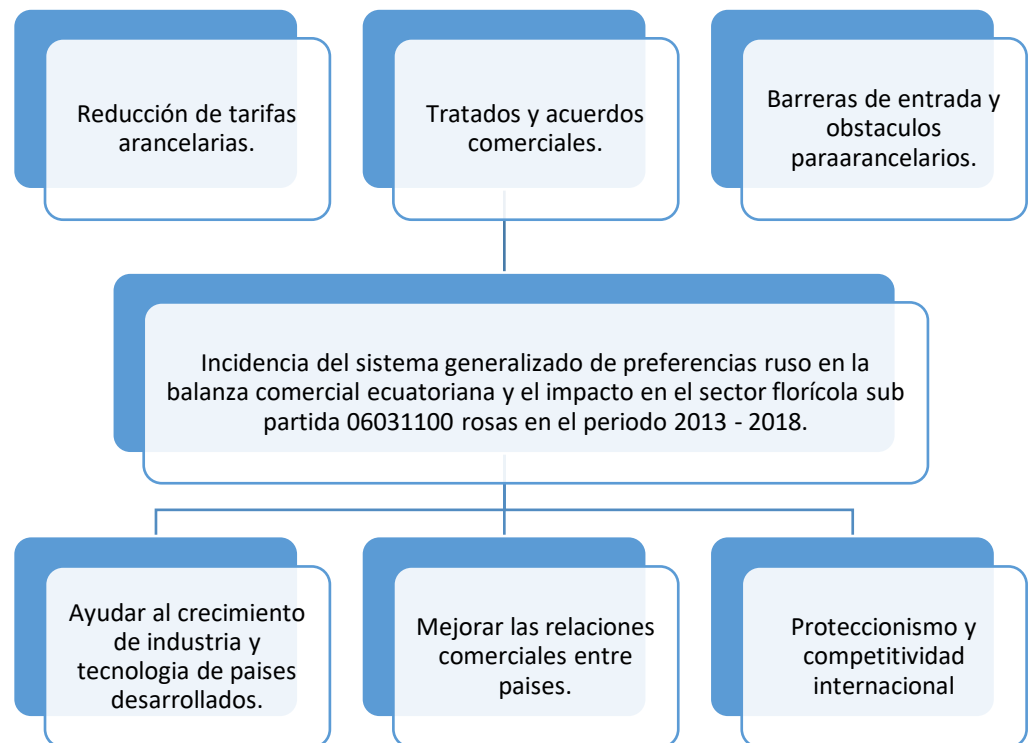 Reducción de tarifas
arancelarias.
Tratados y acuerdos
comerciales.
Barreras de entrada y
obstaculos
paraarancelarios.
Incidencia del sistema generalizado de preferencias ruso en la
balanza comercial ecuatoriana y el impacto en el sector florícola sub
partida 06031100 rosas en el periodo 2013 - 2018.
Ayudar al crecimiento
de industria y
tecnologia de paises
desarrollados.
Mejorar las relaciones
comerciales entre
paises.
Proteccionismo y
competitividad
internacional